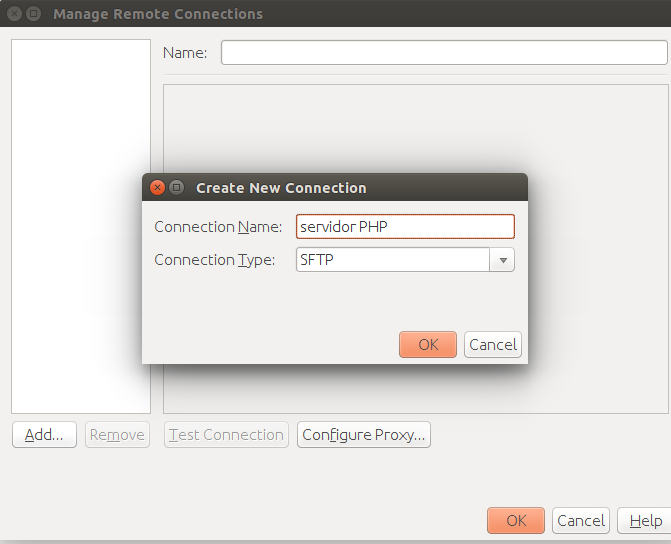 Manage Remote Connections
Name:
Create New Connection
Connection Name: servidor PHP
Connection Type: SFTP
OK Cancel
Add... Remove Test Connection Configure Proxy...
OK Cancel Help